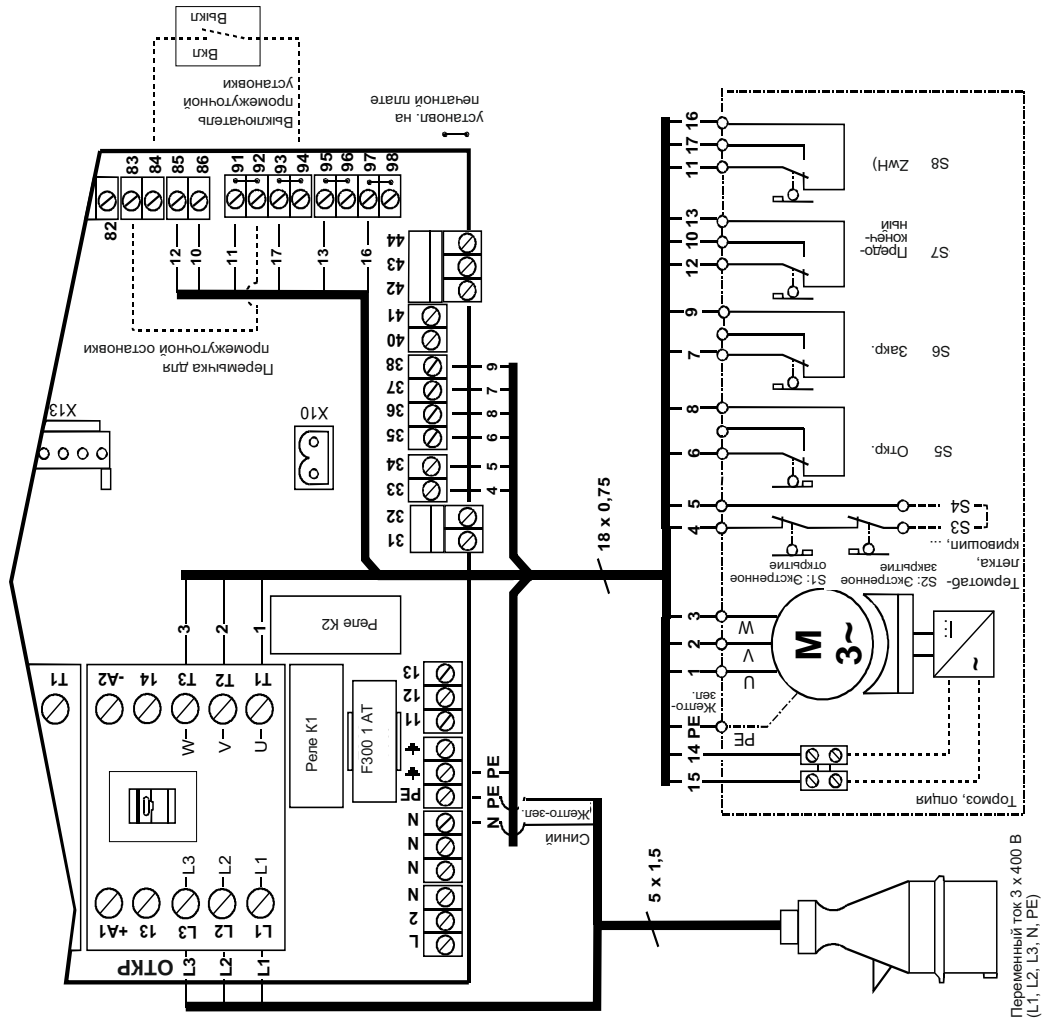 Выкл
Вкл
Выключатель
промежуточной
установки
установл. на
печатной плате
82
83
84
85
86
91
92
93
94
95
96
97
98
12
10
11
17
13
16
Перемычка для
промежуточной остановки
44
43
42
41
40
38
37
36
35
34
33
32
31
9
7
8
6
5
4
X13
X10
18 x 0,75
3
2
1
Реле K2
T1
-A2
14
T3
T2
T1
W
V
U
Реле K1
F300 1 AT
13
12
11
PE
N
N
N
N
2
L
N PE PE
Желто-зел.
Синий
L3
L2
L1
+A1
13
L3
L2
L1
ОТКР
L3
L2
L1
5 x 1,5
Переменный ток 3 x 400 В
(L1, L2, L3, N, PE)
16
17
11
S8
ZwH)
13
10
12
S7
Предо-
конеч-
ный
9
7
S6
Закр.
8
6
S5
Откр.
5
4
S4
S3
S1: Экстренное
открытие
S2: Экстренное
закрытие
Термотаб-
летка,
кривошип, ...
3
2
1
W
V
U
M
3~
~
Желто-
зел.
PE
PE
14
15
Тормоз, опция